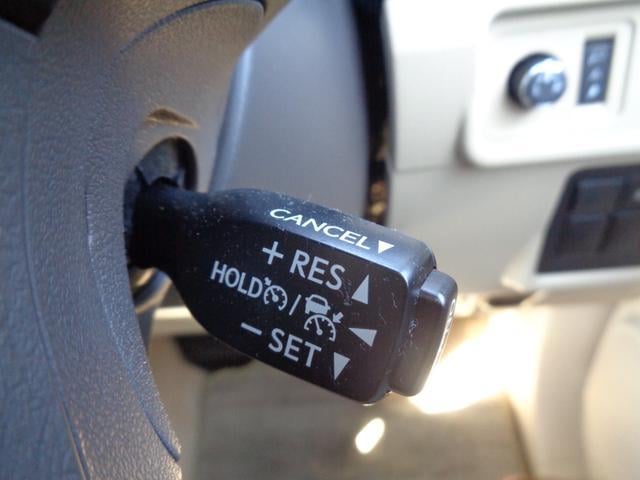 CANCEL
+ RES
HOLD /
− SET